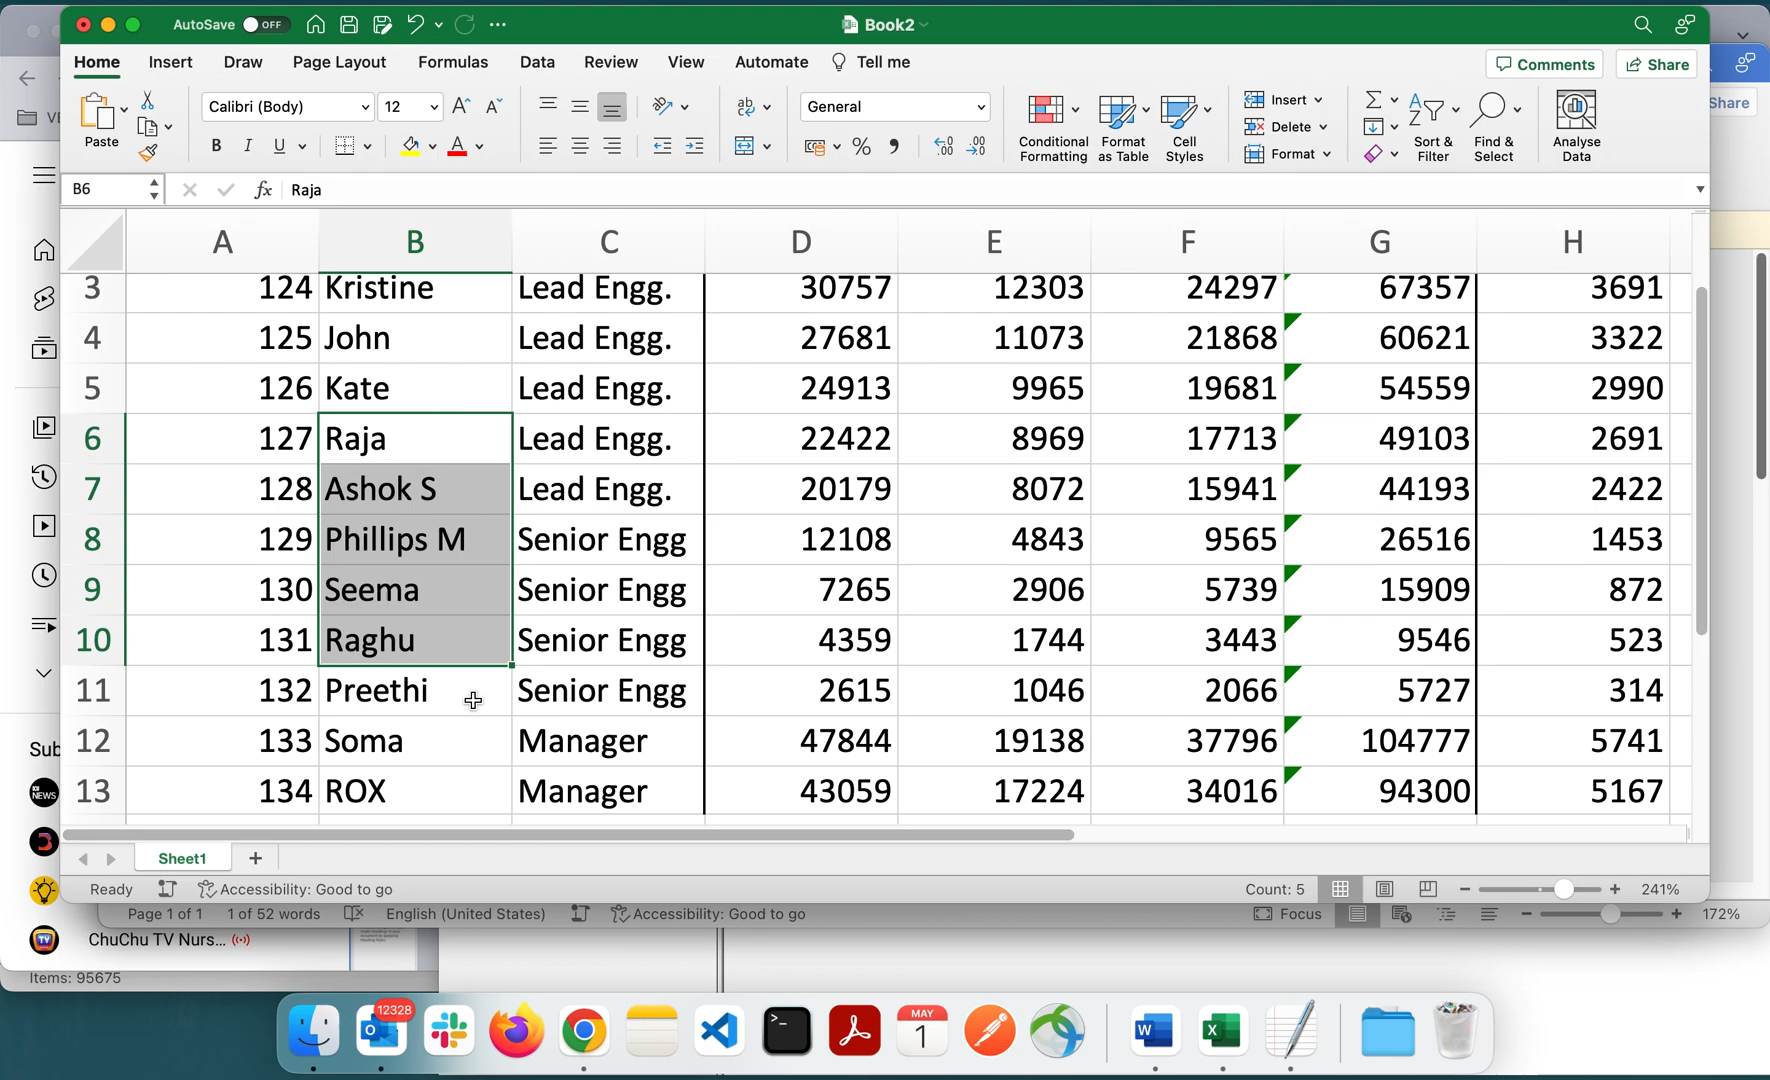 AutoSave OFF
Book2
Home Insert Draw Page Layout Formulas Data Review View Automate Tell me Comments Share
Share
Paste
Calibri (Body) 12
A^ Aˇ
B I U A
ab
General
% 9
Conditional Formatting
Format as Table
Cell Styles
Insert
Delete
Format
Sort & Filter
Find & Select
Analyse Data
B6 fx Raja
A B C D E F G H
3 124 Kristine Lead Engg. 30757 12303 24297 67357 3691
4 125 John Lead Engg. 27681 11073 21868 60621 3322
5 126 Kate Lead Engg. 24913 9965 19681 54559 2990
6 127 Raja Lead Engg. 22422 8969 17713 49103 2691
7 128 Ashok S Lead Engg. 20179 8072 15941 44193 2422
8 129 Phillips M Senior Engg 12108 4843 9565 26516 1453
9 130 Seema Senior Engg 7265 2906 5739 15909 872
10 131 Raghu Senior Engg 4359 1744 3443 9546 523
11 132 Preethi Senior Engg 2615 1046 2066 5727 314
12 133 Soma Manager 47844 19138 37796 104777 5741
13 134 ROX Manager 43059 17224 34016 94300 5167
Sub
NEWS
Sheet1 +
Ready Accessibility: Good to go Count: 5 241%
Page 1 of 1 1 of 52 words English (United States) Accessibility: Good to go Focus 172%
ChuChu TV Nurs...
Items: 95675
12328
MAY
1